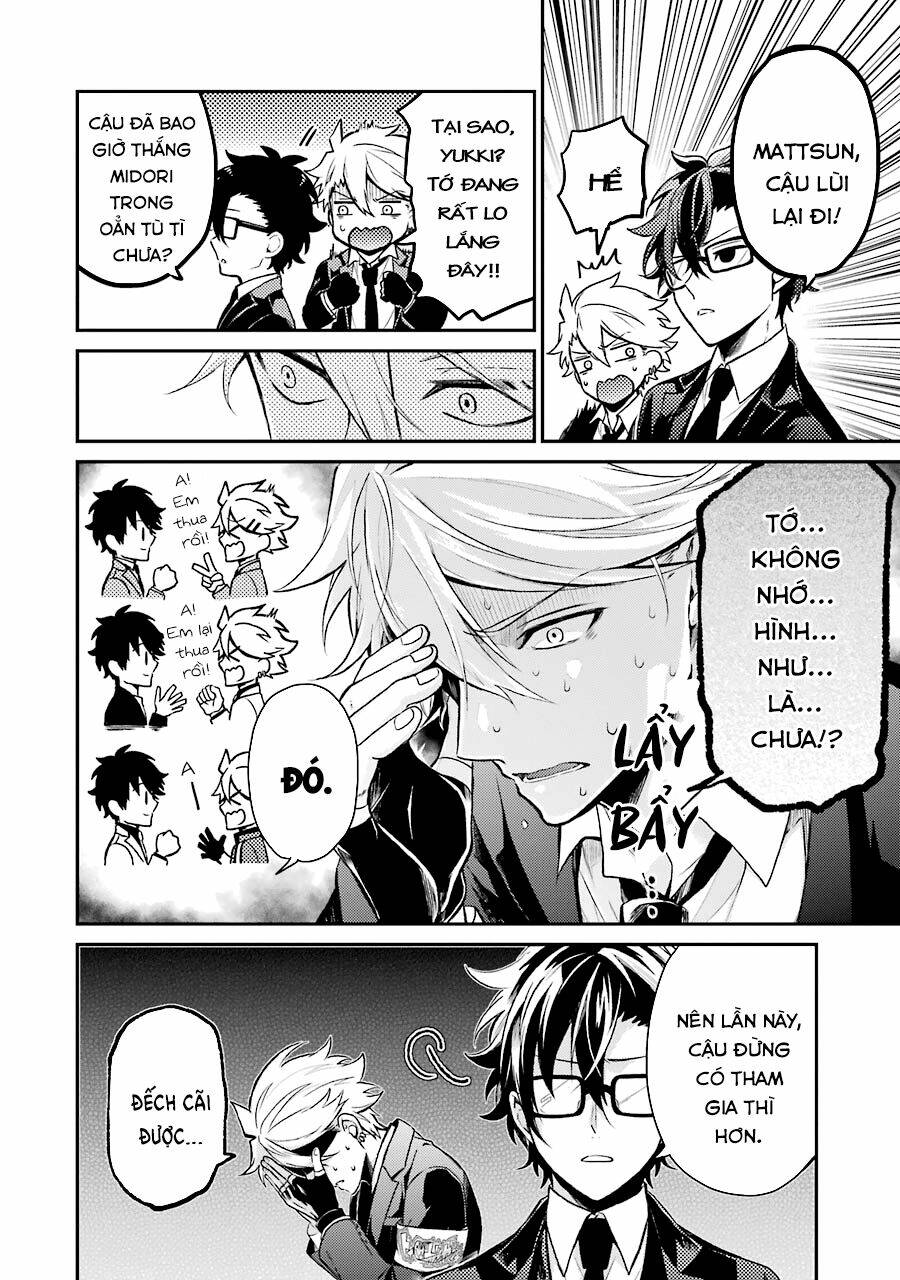 MATTSUN,
CẬU LÙI
LẠI ĐI!
HỂ
TẠI SAO,
YUKKI?
TỚ ĐANG
RẤT LO
LẮNG
ĐÂY!!
CẬU ĐÃ BAO
GIỜ THẮNG
MIDORI
TRONG
OẲN TÙ TÌ
CHƯA?
TỚ...
KHÔNG
NHỚ...
HÌNH...
NHƯ...
LÀ...
CHƯA!?
LẨY
BẨY
A!
Em
thua
rồi!
A!
Em lại
thua
rồi!
A
ĐÓ.
NÊN LẦN NÀY,
CẬU ĐỪNG
CÓ THAM
GIA THÌ
HƠN.
ĐẾCH CÃI
ĐƯỢC...